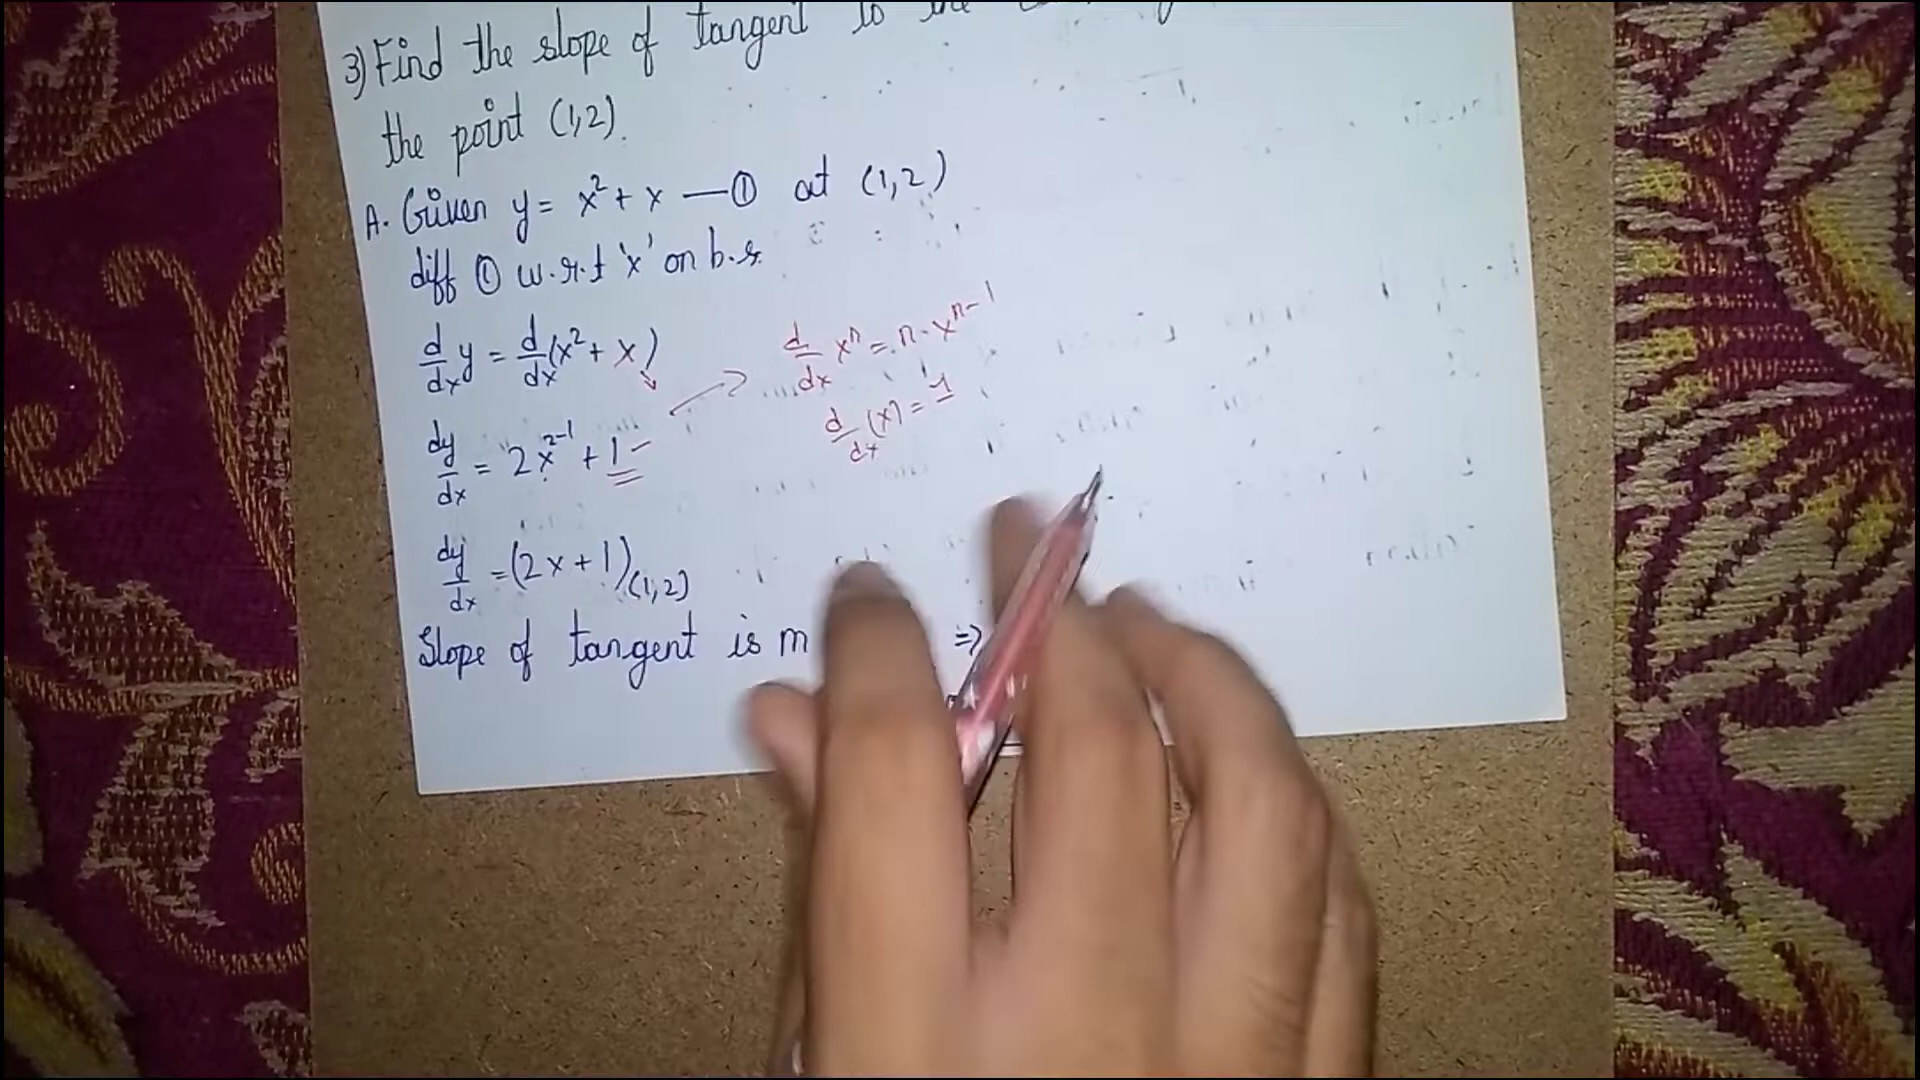 3) Find the slope of tangent to the
the point (1,2).
A. Given y = x² + x —① at (1,2)
diff ① w.r.t 'x' on b.s.
d/dx y = d/dx (x² + x)
d/dx xⁿ = n·xⁿ⁻¹
d/dx (x) = 1
dy/dx = 2x²⁻¹ + 1
dy/dx = (2x+1)(1,2)
Slope of tangent is m ⇒